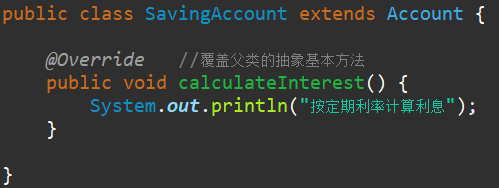 public class SavingAccount extends Account {
@Override //覆盖父类的抽象基本方法
public void calculateInterest() {
System.out.println("按定期利率计算利息");
}
}